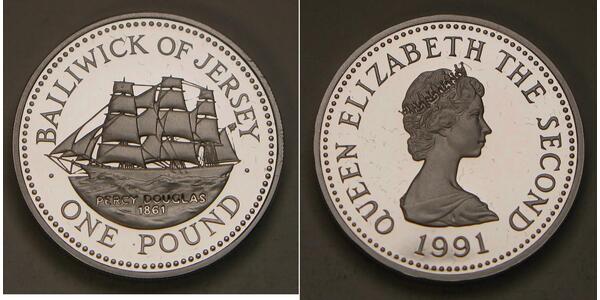 BAILIWICK OF JERSEY
PERCY DOUGLAS
1861
ONE POUND
QUEEN ELIZABETH THE SECOND
1991